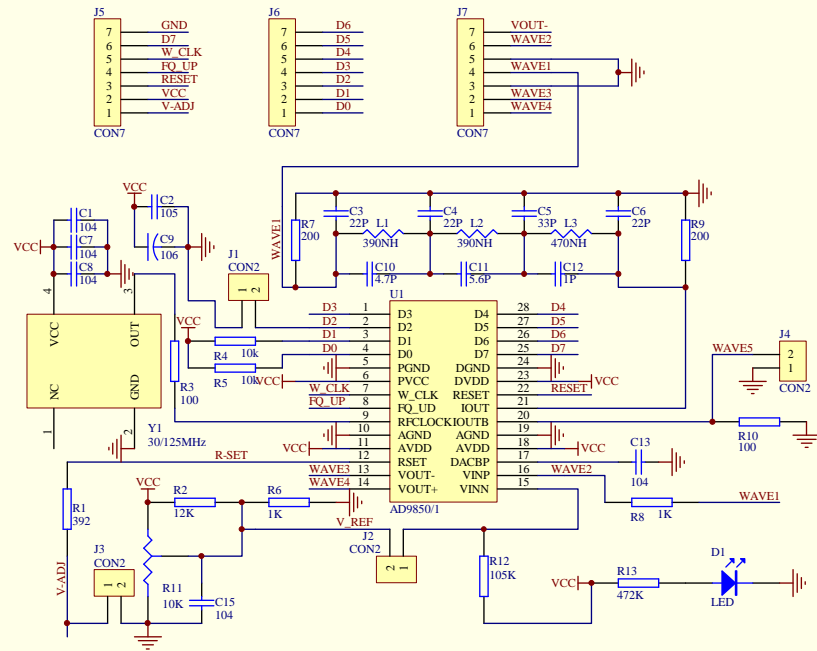 J5
7 GND
6 D7
5 W_CLK
4 FQ_UP
3 RESET
2 VCC
1 V-ADJ
CON7
J6
7 D6
6 D5
5 D4
4 D3
3 D2
2 D1
1 D0
CON7
J7
7 VOUT-
6 WAVE2
5
4 WAVE1
3
2 WAVE3
1 WAVE4
CON7
VCC
C1
104
C7
104
C8
104
VCC
C2
105
C9
106
J1
CON2
1 2
WAVE1
R7
200
C3
22P
L1
390NH
C4
22P
L2
390NH
C5
33P
L3
470NH
C6
22P
R9
200
C10
4.7P
C11
5.6P
C12
1P
4
3
VCC
OUT
NC
GND
1
2
Y1
30/125MHz
R3
100
VCC
R4
10k
R5
10k
U1
D3 1 D3 D4 28 D4
D2 2 D2 D5 27 D5
D1 3 D1 D6 26 D6
D0 4 D0 D7 25 D7
5 PGND DGND 24
VCC 6 PVCC DVDD 23 VCC
W_CLK 7 W_CLK RESET 22 RESET
FQ_UP 8 FQ_UD IOUT 21
9 RFCLOCK IOUTB 20
10 AGND AGND 19
VCC 11 AVDD AVDD 18 VCC
R-SET 12 RSET DACBP 17
WAVE3 13 VOUT- VINP 16 WAVE2
WAVE4 14 VOUT+ VINN 15
AD9850/1
WAVE5
J4
2
1
CON2
R10
100
C13
104
R8
1K
WAVE1
R1
392
V-ADJ
J3
CON2
1 2
VCC
R2
12K
R6
1K
V_REF
R11
10K
C15
104
J2
CON2
2 1
R12
105K
VCC
R13
472K
D1
LED